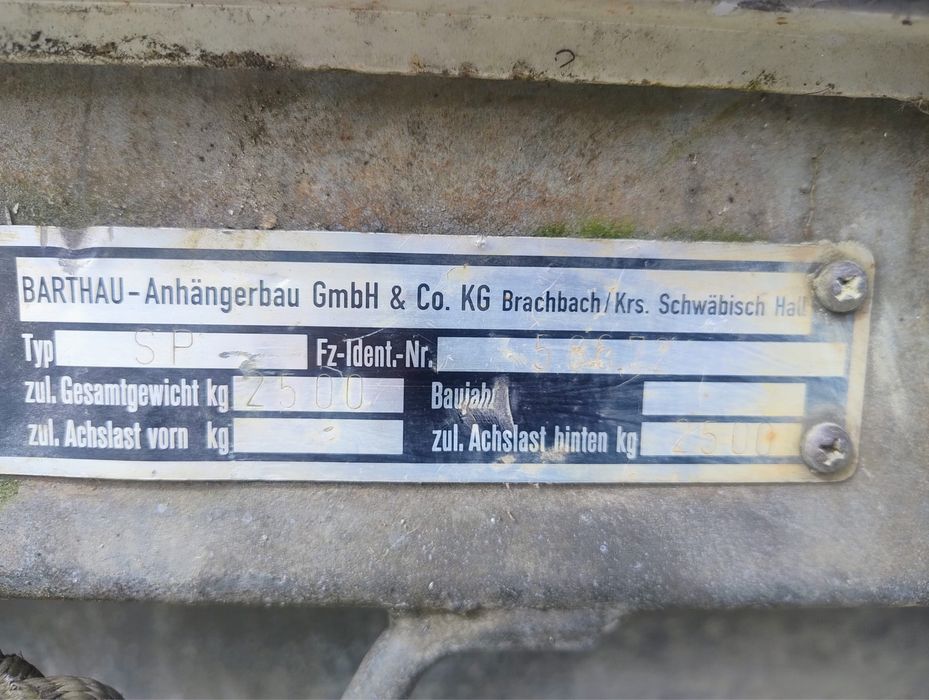 BARTHAU-Anhängerbau GmbH & Co. KG Brachbach/Krs. Schwäbisch Hall
Typ SP Fz-Ident.-Nr.
zul. Gesamtgewicht kg 2500 Baujahr
zul. Achslast vorn kg zul. Achslast hinten kg 2500